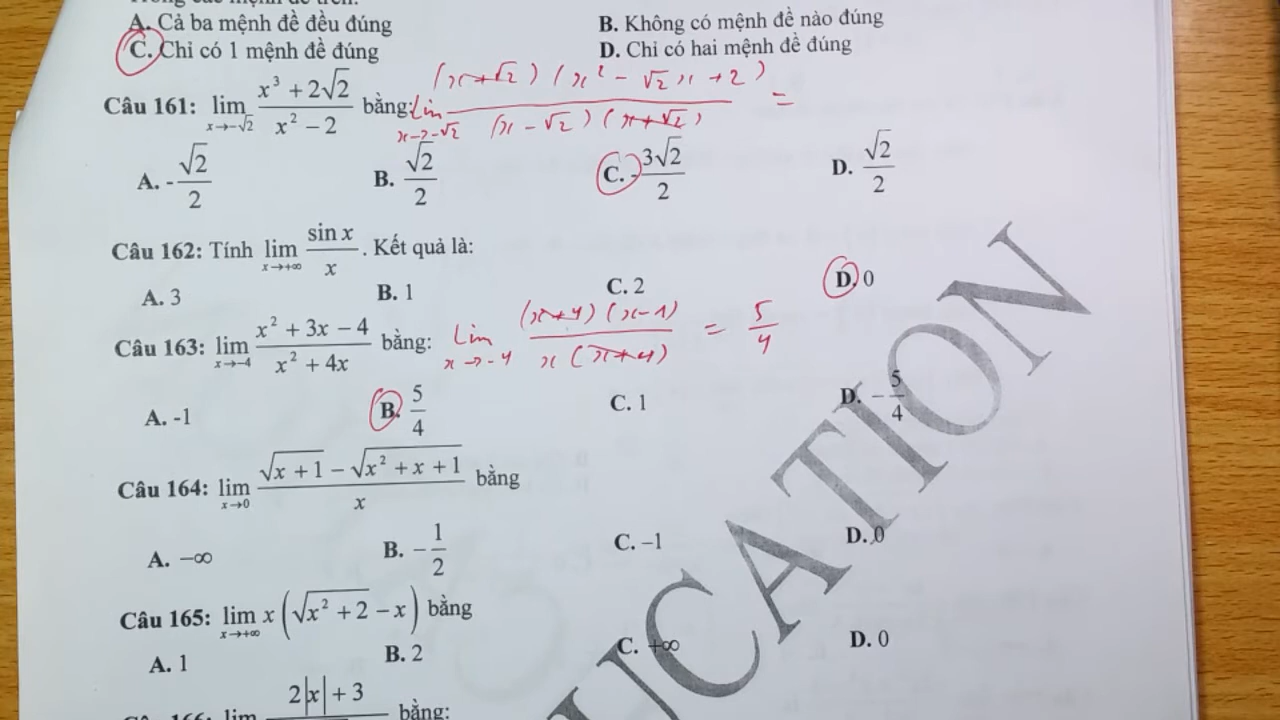 A. Cả ba mệnh đề đều đúng B. Không có mệnh đề nào đúng
C. Chỉ có 1 mệnh đề đúng D. Chỉ có hai mệnh đề đúng
Câu 161: lim x→-√2 (x³ + 2√2)/(x² − 2) bằng: lim x→-√2 (x+√2)(x² − √2x + 2)/(x − √2)(x+√2) =
A. -√2/2 B. √2/2 C. -3√2/2 D. √2/2
Câu 162: Tính lim x→+∞ sin x/x. Kết quả là:
A. 3 B. 1 C. 2 D. 0
Câu 163: lim x→-4 (x² + 3x − 4)/(x² + 4x) bằng: lim x→-4 (x+4)(x−1)/x(x+4) = 5/4
A. -1 B. 5/4 C. 1 D. −5/4
Câu 164: lim x→0 (√(x+1) − √(x² + x + 1))/x bằng
A. −∞ B. −1/2 C. −1 D. 0
Câu 165: lim x→+∞ x(√(x² + 2) − x) bằng
A. 1 B. 2 C. +∞ D. 0
2|x| + 3
lim bằng:
UCATION